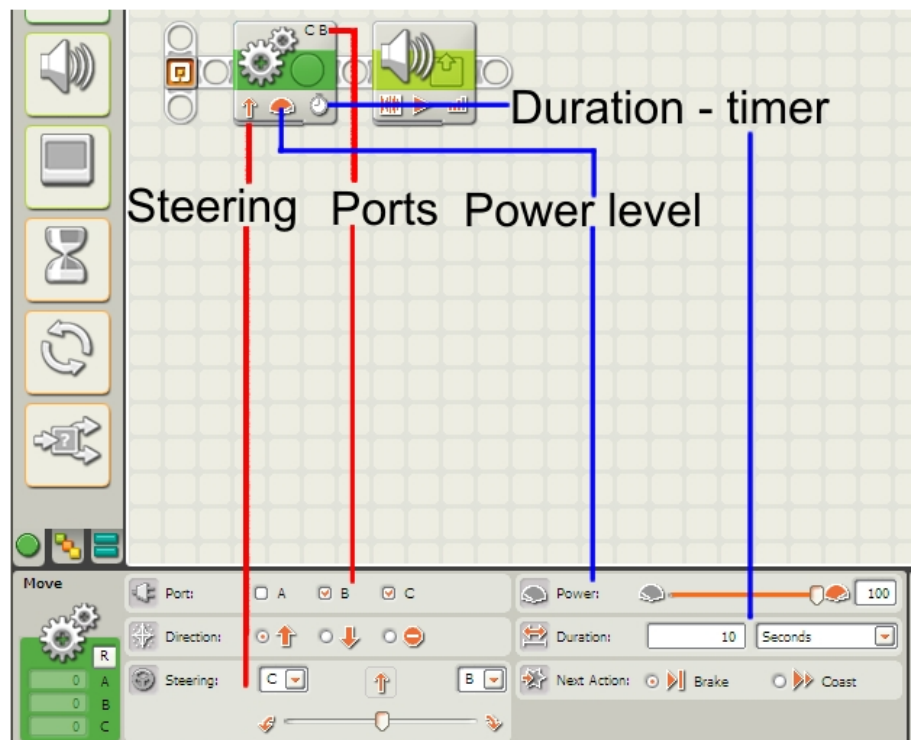 C B
Duration - timer
Steering Ports Power level
Move
Port: A B C
Power: 100
Direction:
Duration: 10 Seconds
R
0 A
0 B
0 C
Steering: C B
Next Action: Brake Coast